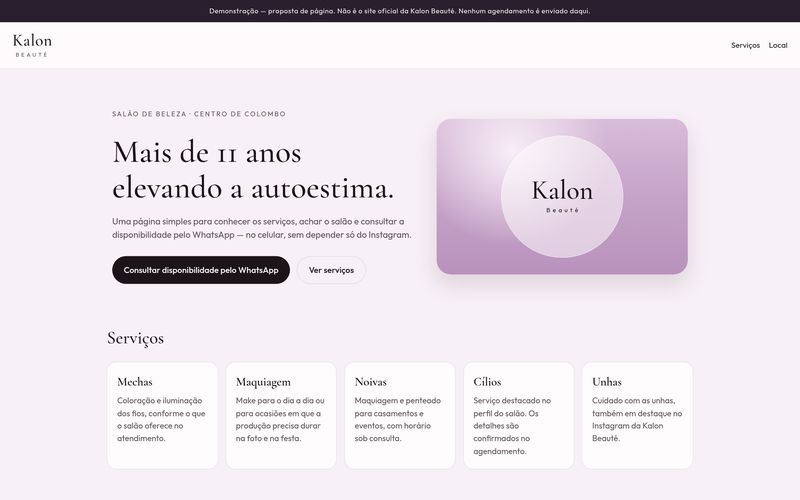 Demonstração — proposta de página. Não é o site oficial da Kalon Beauté. Nenhum agendamento é enviado daqui.
Kalon
BEAUTÉ
Serviços
Local
SALÃO DE BELEZA · CENTRO DE COLOMBO
Mais de 11 anos
elevando a autoestima.
Uma página simples para conhecer os serviços, achar o salão e consultar a
disponibilidade pelo WhatsApp — no celular, sem depender só do Instagram.
Consultar disponibilidade pelo WhatsApp
Ver serviços
Kalon
Beauté
Serviços
Mechas
Coloração e iluminação
dos fios, conforme o que
o salão oferece no
atendimento.
Maquiagem
Make para o dia a dia ou
para ocasiões em que a
produção precisa durar
na foto e na festa.
Noivas
Maquiagem e penteado
para casamentos e
eventos, com horário
sob consulta.
Cílios
Serviço destacado no
perfil do salão. Os
detalhes são
confirmados no
agendamento.
Unhas
Cuidado com as unhas,
também em destaque no
Instagram da Kalon
Beauté.